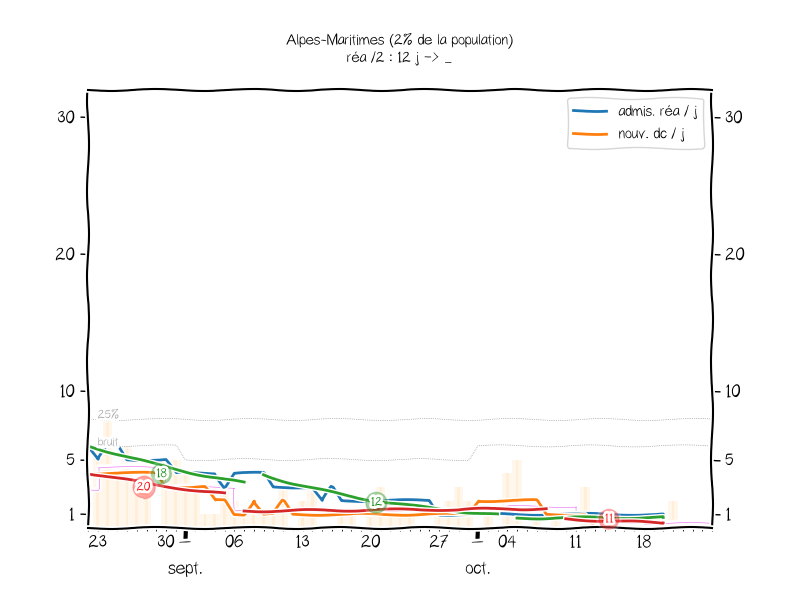 Alpes-Maritimes (2% de la population)
réa /2 : 12 j -> _
admis. réa / j
nouv. dc / j
30
30
20
20
10
10
25%
bruit
5
5
18
20
12
11
1
1
23 30 06 13 20 27 04 11 18
sept. oct.